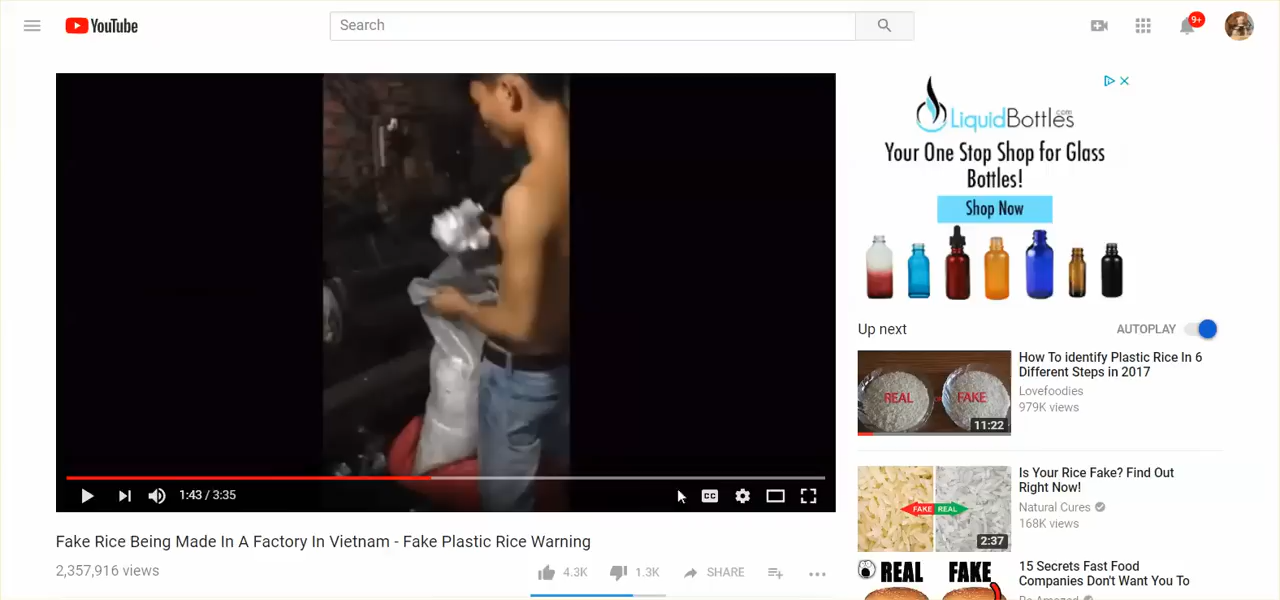 YouTube
Search
9+
LiquidBottles.com
Your One Stop Shop for Glass
Bottles!
Shop Now
Up next
AUTOPLAY
REAL
FAKE
11:22
How To identify Plastic Rice In 6
Different Steps in 2017
Lovefoodies
979K views
FAKE
REAL
2:37
Is Your Rice Fake? Find Out
Right Now!
Natural Cures
168K views
REAL
FAKE
15 Secrets Fast Food
Companies Don't Want You To
1:43 / 3:35
CC
Fake Rice Being Made In A Factory In Vietnam - Fake Plastic Rice Warning
2,357,916 views
4.3K
1.3K
SHARE